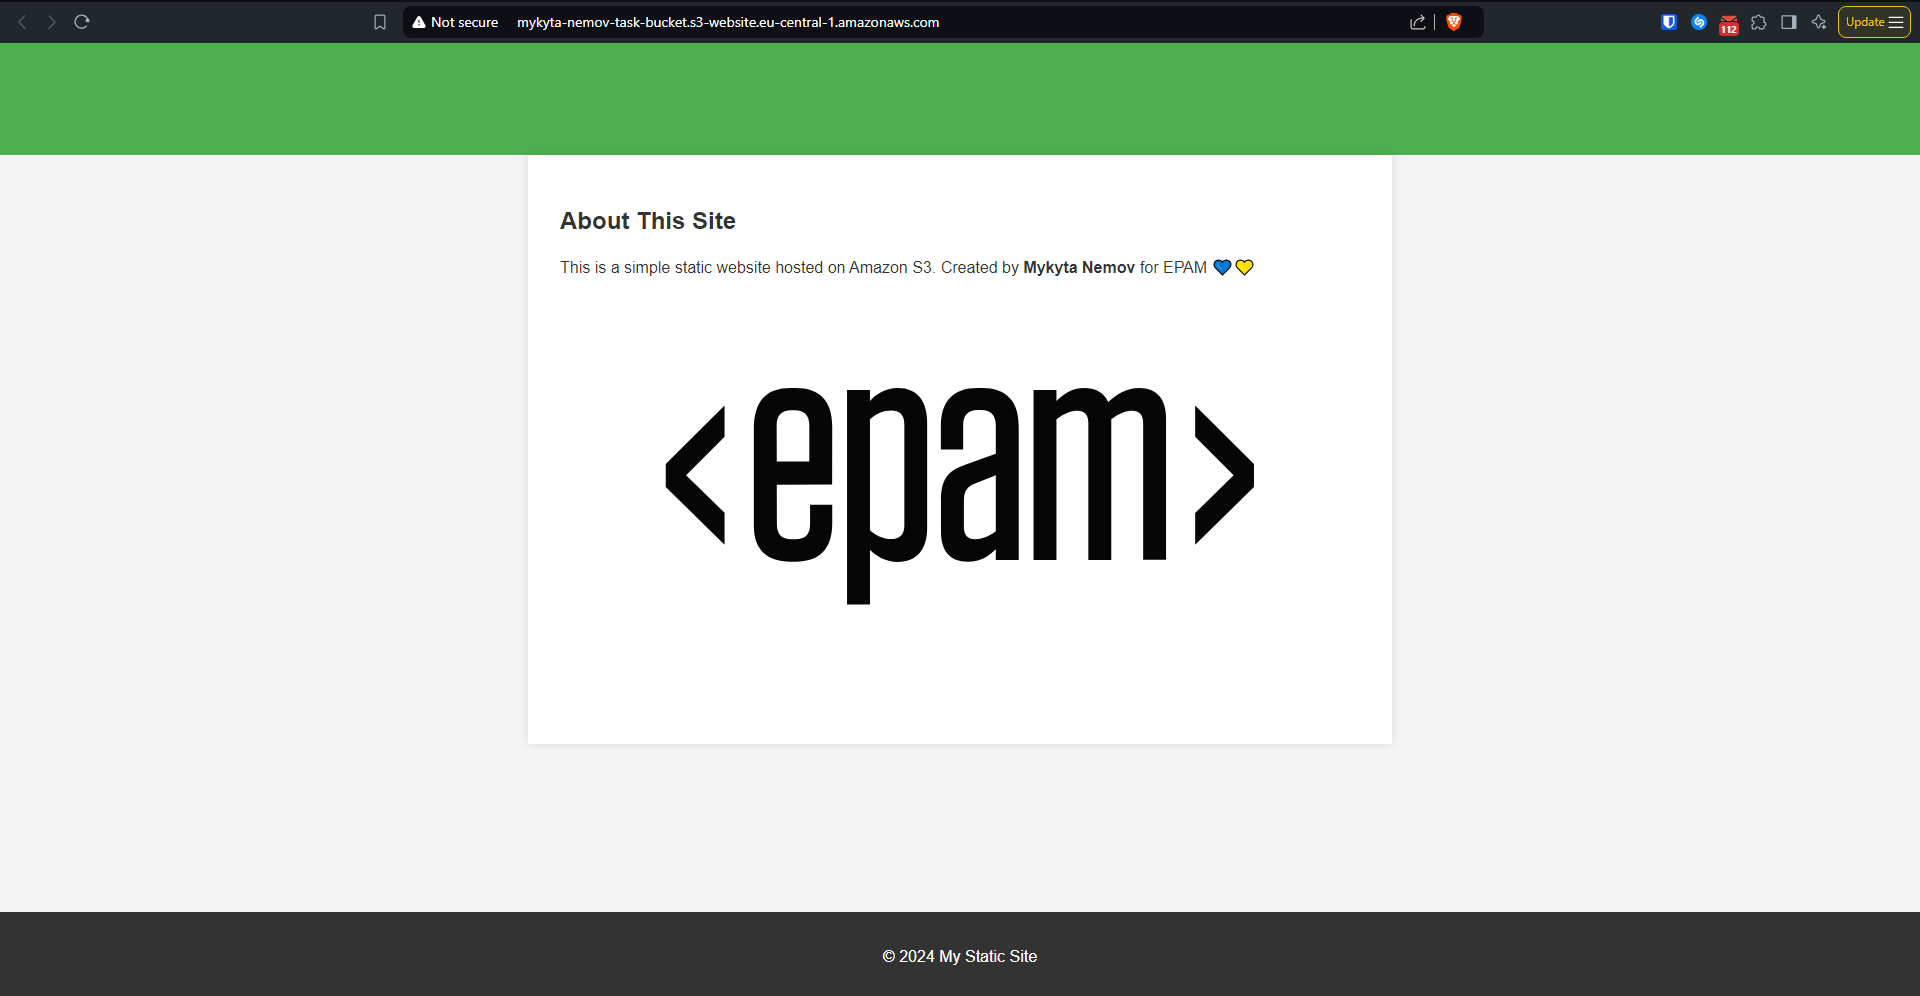 Not secure mykyta-nemov-task-bucket.s3-website.eu-central-1.amazonaws.com
112
Update
About This Site
This is a simple static website hosted on Amazon S3. Created by Mykyta Nemov for EPAM 💙💛
<epam>
© 2024 My Static Site